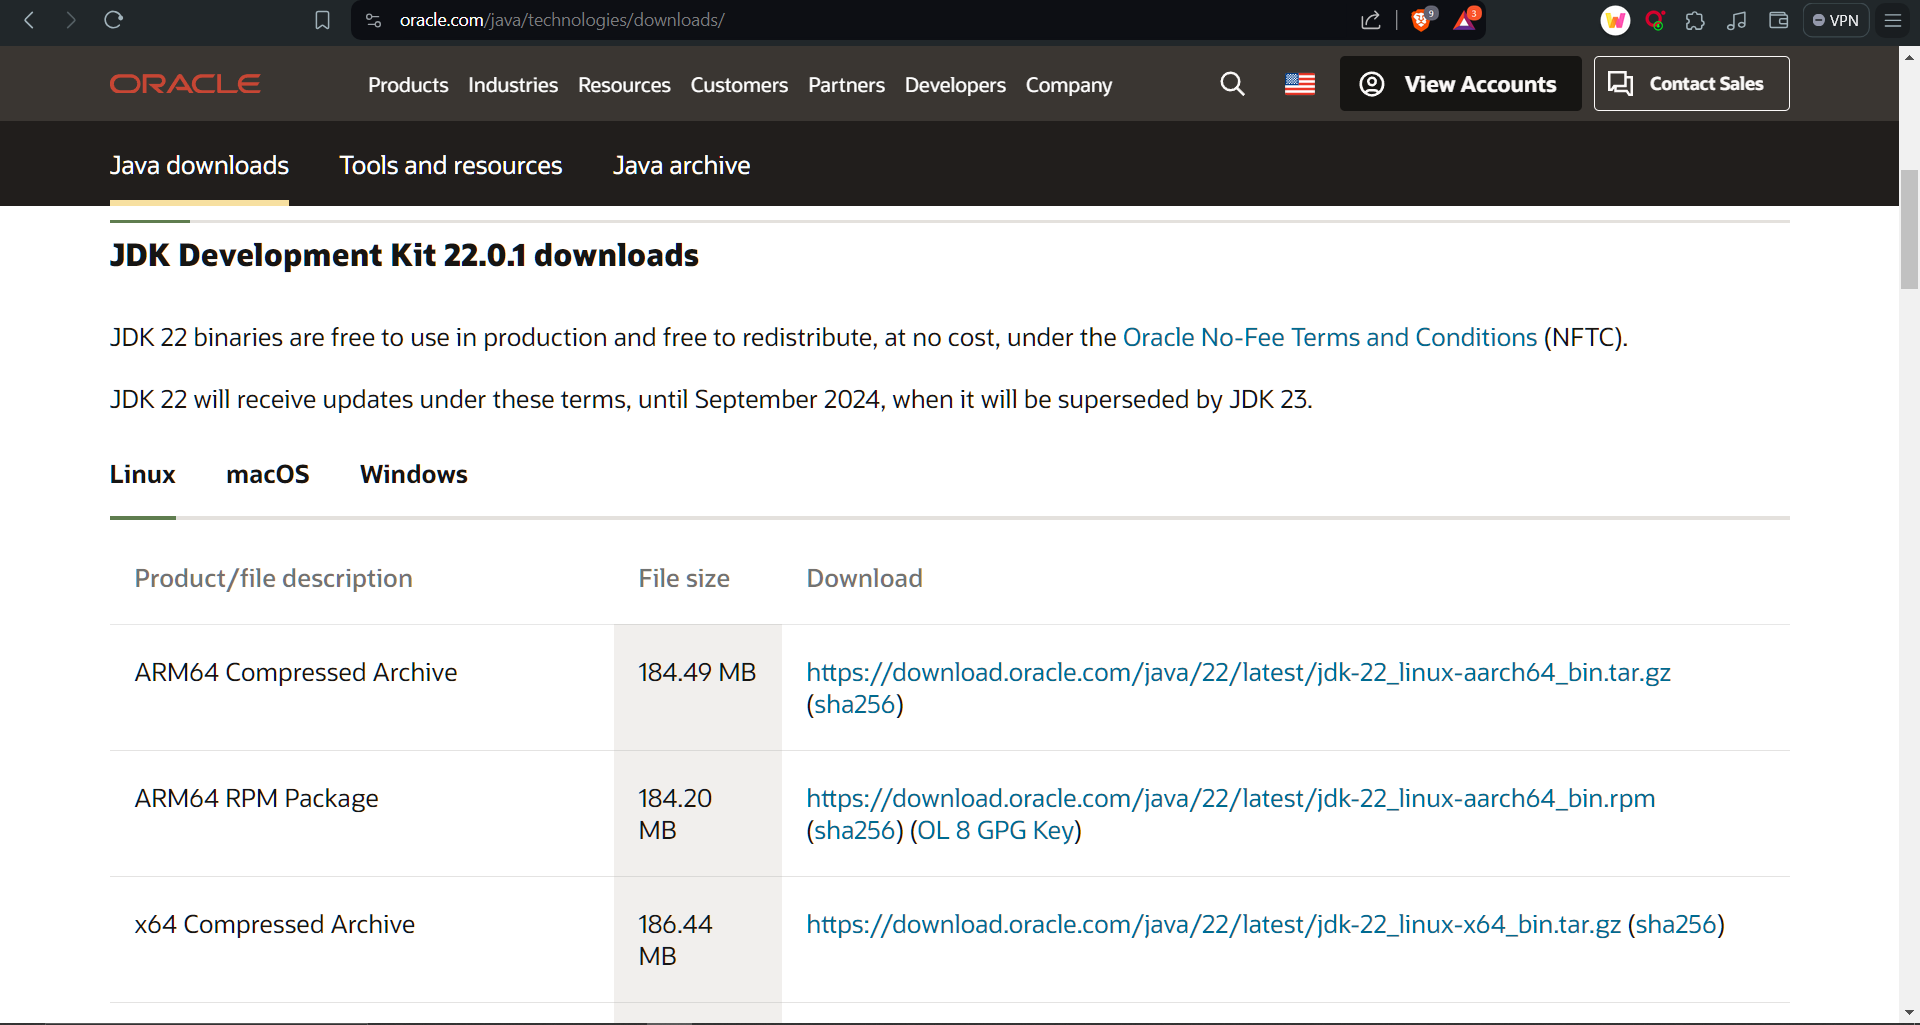 oracle.com/java/technologies/downloads/
9
3
VPN
ORACLE
Products
Industries
Resources
Customers
Partners
Developers
Company
View Accounts
Contact Sales
Java downloads
Tools and resources
Java archive
JDK Development Kit 22.0.1 downloads
JDK 22 binaries are free to use in production and free to redistribute, at no cost, under the Oracle No-Fee Terms and Conditions (NFTC).
JDK 22 will receive updates under these terms, until September 2024, when it will be superseded by JDK 23.
Linux
macOS
Windows
Product/file description
File size
Download
ARM64 Compressed Archive
184.49 MB
https://download.oracle.com/java/22/latest/jdk-22_linux-aarch64_bin.tar.gz
(sha256)
ARM64 RPM Package
184.20
MB
https://download.oracle.com/java/22/latest/jdk-22_linux-aarch64_bin.rpm
(sha256) (OL 8 GPG Key)
x64 Compressed Archive
186.44
MB
https://download.oracle.com/java/22/latest/jdk-22_linux-x64_bin.tar.gz (sha256)